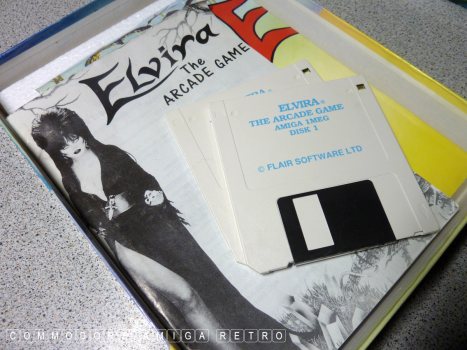 Elvira
The
ARCADE GAME
E
ELVIRA®
THE ARCADE GAME
AMIGA 1MEG
DISK 1
© FLAIR SOFTWARE LTD
COMMODORE AMIGA RETRO